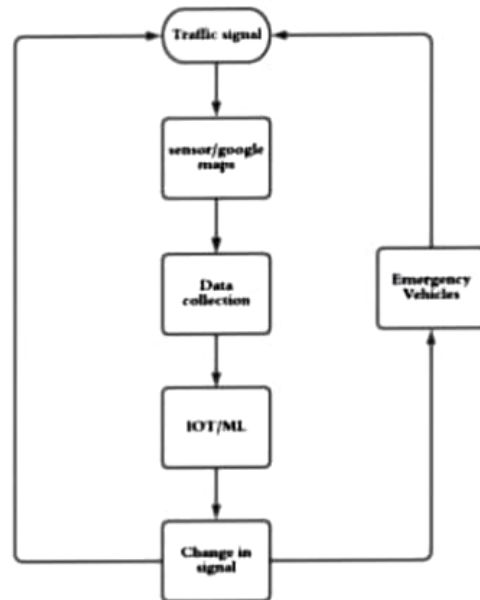 Traffic signal
sensor/google
maps
Data
collection
Emergency
Vehicles
IOT/ML
Change in
signal